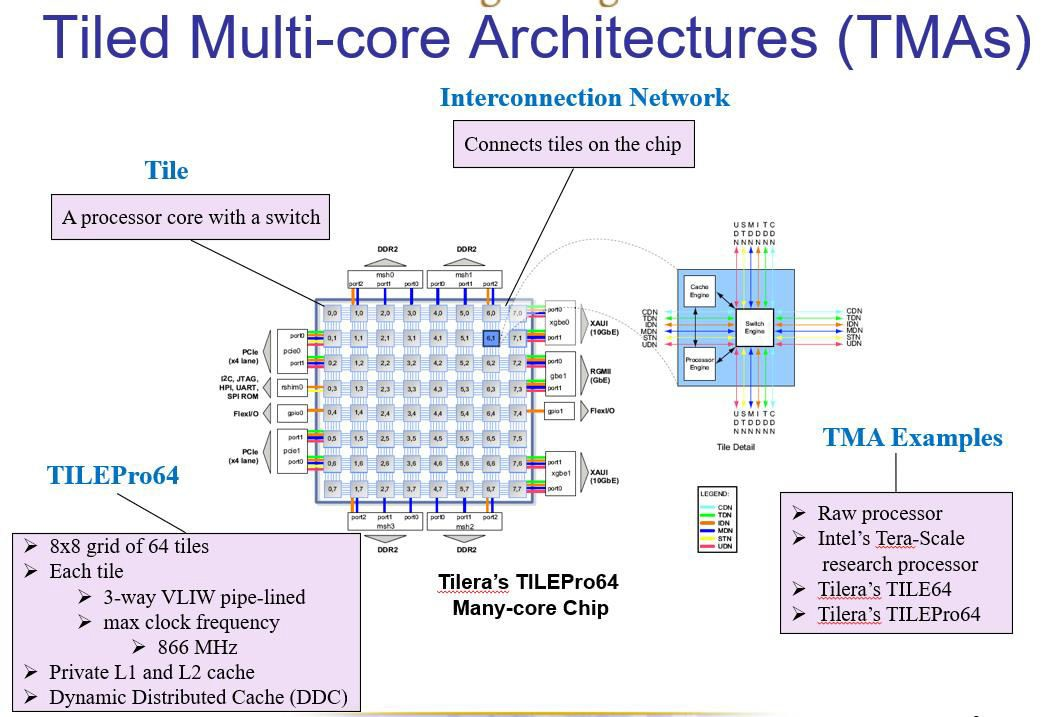 Tiled Multi-core Architectures (TMAs)
Interconnection Network
Connects tiles on the chip
Tile
A processor core with a switch
DDR2 DDR2
msh0 msh1
port2 port1 port0 port0 port1 port2
0,0 1,0 2,0 3,0 4,0 5,0 6,0 7,0
0,1 1,1 2,1 3,1 4,1 5,1 6,1 7,1
0,2 1,2 2,2 3,2 4,2 5,2 6,2 7,2
0,3 1,3 2,3 3,3 4,3 5,3 6,3 7,3
0,4 1,4 2,4 3,4 4,4 5,4 6,4 7,4
0,5 1,5 2,5 3,5 4,5 5,5 6,5 7,5
0,6 1,6 2,6 3,6 4,6 5,6 6,6 7,6
0,7 1,7 2,7 3,7 4,7 5,7 6,7 7,7
PCIe
(x4 lane)
port0
pcie0
port2
I2C, JTAG,
HPI, UART,
SPI ROM
rshim0
FlexI/O
gpio0
PCIe
(x4 lane)
port1
pcie1
port0
port0
xgbe0
port1
XAUI
(10GbE)
port0
gbe1
port1
RGMII
(GbE)
gpio1
FlexI/O
port1
xgbe1
port0
XAUI
(10GbE)
port2 port1 port0 port0 port1 port2
msh3 msh2
DDR2 DDR2
Tilera's TILEPro64
Many-core Chip
U S M I T C
D T D D D D
N N N N N N
Cache
Engine
Switch
Engine
Processor
Engine
CDN
TDN
IDN
MDN
STN
UDN
CDN
TDN
IDN
MDN
STN
UDN
U S M I T C
D T D D D D
N N N N N N
Tile Detail
LEGEND:
CDN
TDN
IDN
MDN
STN
UDN
TMA Examples
➢ Raw processor
➢ Intel's Tera-Scale
research processor
➢ Tilera's TILE64
➢ Tilera's TILEPro64
TILEPro64
➢ 8x8 grid of 64 tiles
➢ Each tile
➢ 3-way VLIW pipe-lined
➢ max clock frequency
➢ 866 MHz
➢ Private L1 and L2 cache
➢ Dynamic Distributed Cache (DDC)